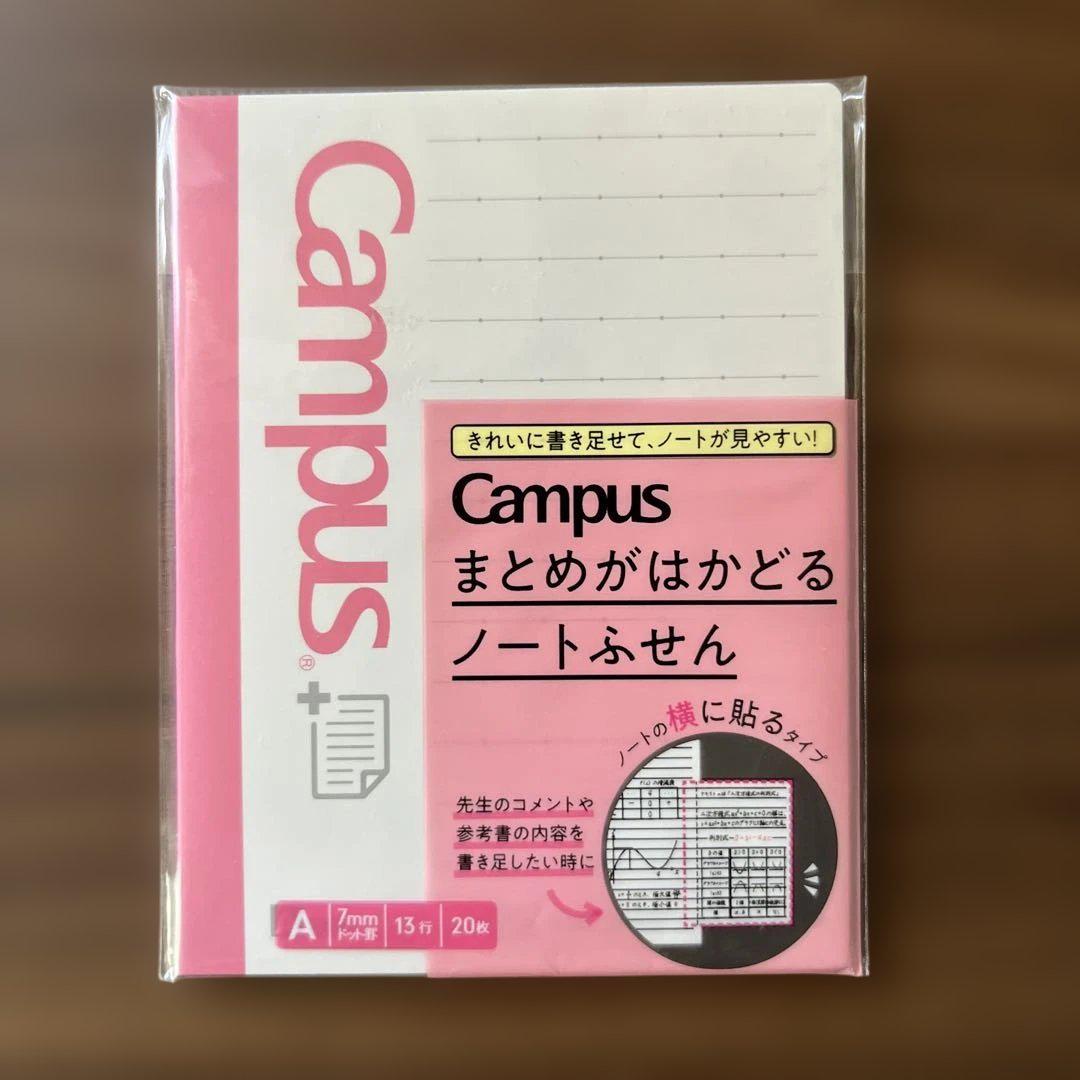 Campus®
きれいに書き足せて、ノートが見やすい!
Campus
まとめがはかどる
ノートふせん
ノートの横に貼るタイプ
先生のコメントや
参考書の内容を
書き足したい時に
A 7mm ドット罫 13行 20枚